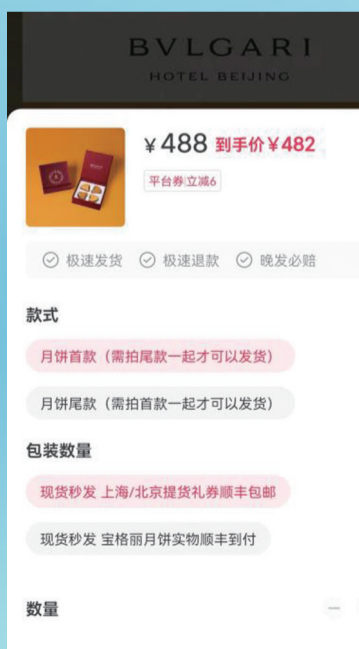 BVLGARI
HOTEL BEIJING
¥488 到手价¥482
平台券立减6
极速发货 极速退款 晚发必赔
款式
月饼首款（需拍尾款一起才可以发货）
月饼尾款（需拍首款一起才可以发货）
包装数量
现货秒发 上海/北京提货礼券顺丰包邮
现货秒发 宝格丽月饼实物顺丰到付
数量